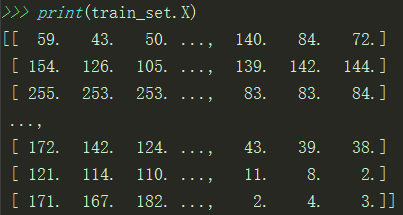 >>> print(train_set.X)
[[ 59. 43. 50. ..., 140. 84. 72.]
[ 154. 126. 105. ..., 139. 142. 144.]
[ 255. 253. 253. ..., 83. 83. 84.]
...,
[ 172. 142. 124. ..., 43. 39. 38.]
[ 121. 114. 110. ..., 11. 8. 2.]
[ 171. 167. 182. ..., 2. 4. 3.]]